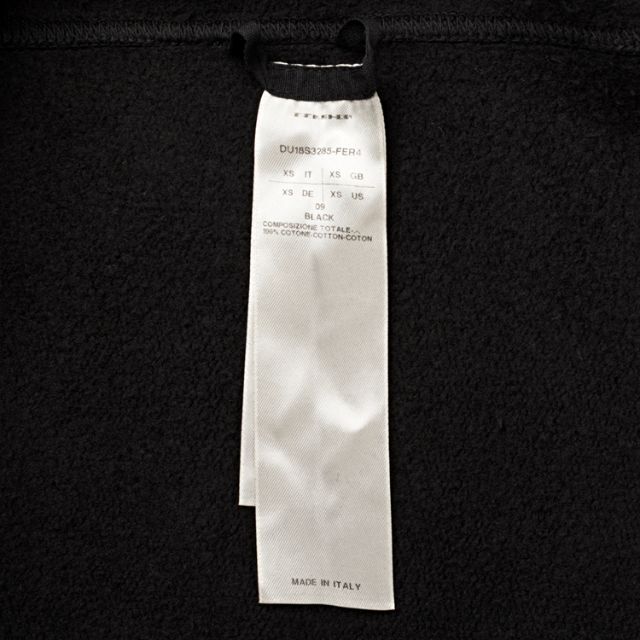 DU18S3285-FER4
XS IT XS GB
XS DE XS US
09
BLACK
COMPOSIZIONE TOTALE-.
100% COTONE-COTTON-COTON
MADE IN ITALY